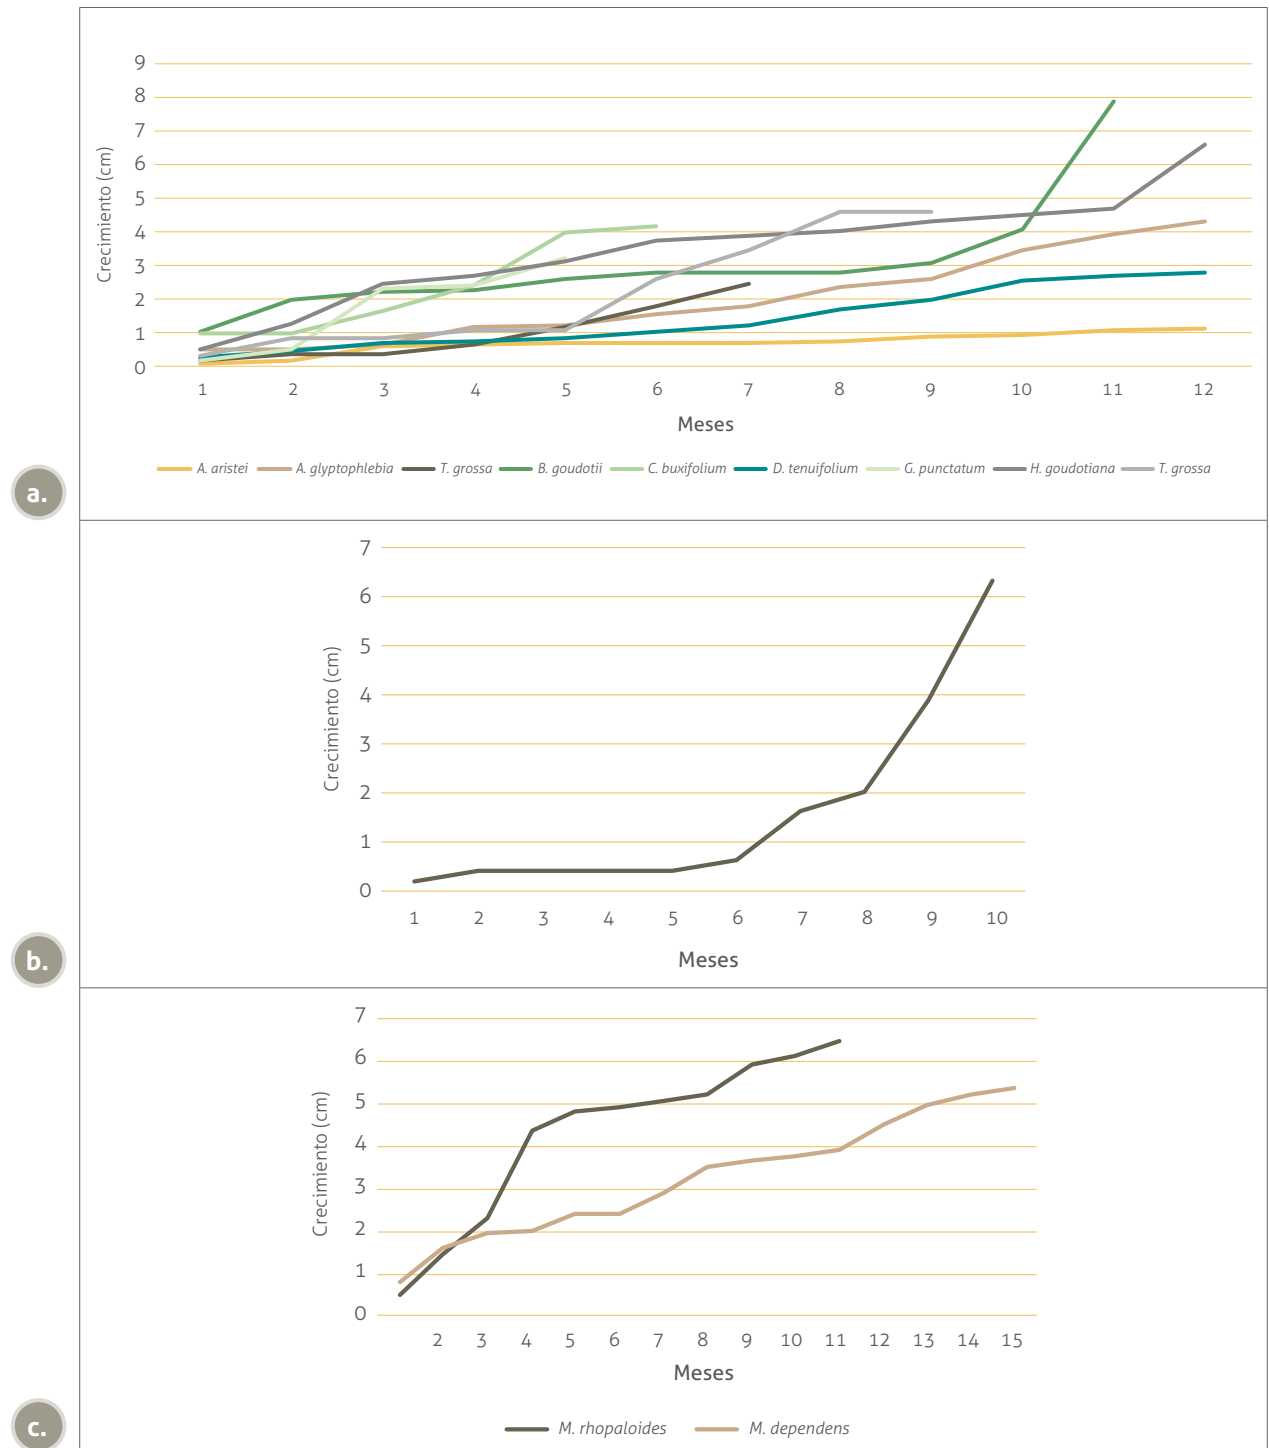 9
8
7
6
5
4
3
2
1
0
Crecimiento (cm)
1 2 3 4 5 6 7 8 9 10 11 12
Meses
A. aristei A. glyptophlebia T. grossa B. goudotii C. buxifolium D. tenuifolium G. punctatum H. goudotiana T. grossa
a.
7
6
5
4
3
2
1
0
Crecimiento (cm)
1 2 3 4 5 6 7 8 9 10
Meses
b.
7
6
5
4
3
2
1
0
Crecimiento (cm)
2 3 4 5 6 7 8 9 10 11 12 13 14 15
Meses
M. rhopaloides M. dependens
c.